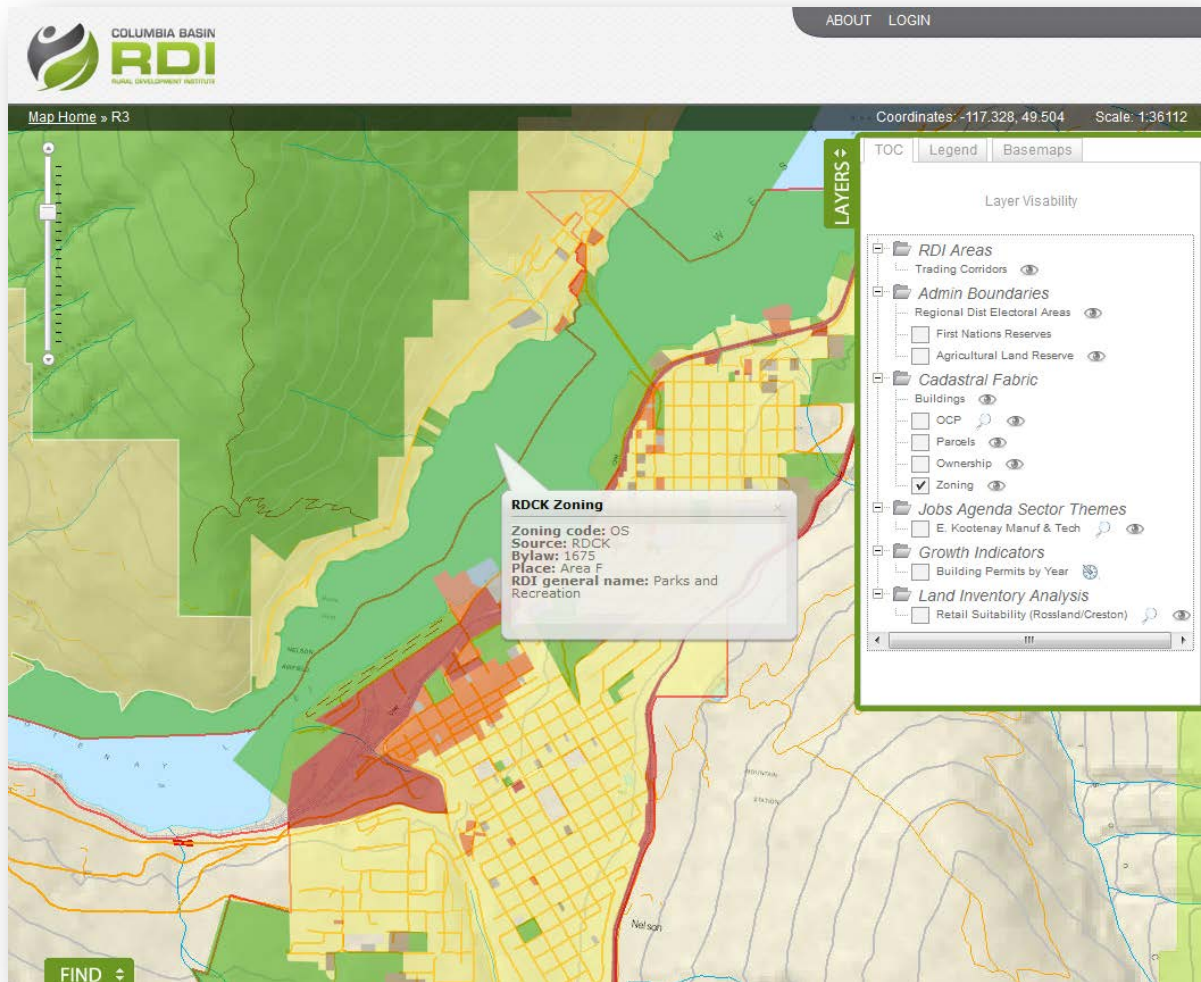 ABOUT LOGIN
COLUMBIA BASIN
RDI
RURAL DEVELOPMENT INSTITUTE
Map Home » R3
Coordinates: -117.328, 49.504 Scale: 1:36112
LAYERS
TOC Legend Basemaps
Layer Visability
RDI Areas
Trading Corridors
Admin Boundaries
Regional Dist Electoral Areas
First Nations Reserves
Agricultural Land Reserve
Cadastral Fabric
Buildings
OCP
Parcels
Ownership
Zoning
Jobs Agenda Sector Themes
E. Kootenay Manuf & Tech
Growth Indicators
Building Permits by Year
Land Inventory Analysis
Retail Suitability (Rossland/Creston)
W E S
RDCK Zoning
Zoning code: OS
Source: RDCK
Bylaw: 1675
Place: Area F
RDI general name: Parks and
Recreation
NELSON
MOUNTAIN
STATION
Nelson
FIND